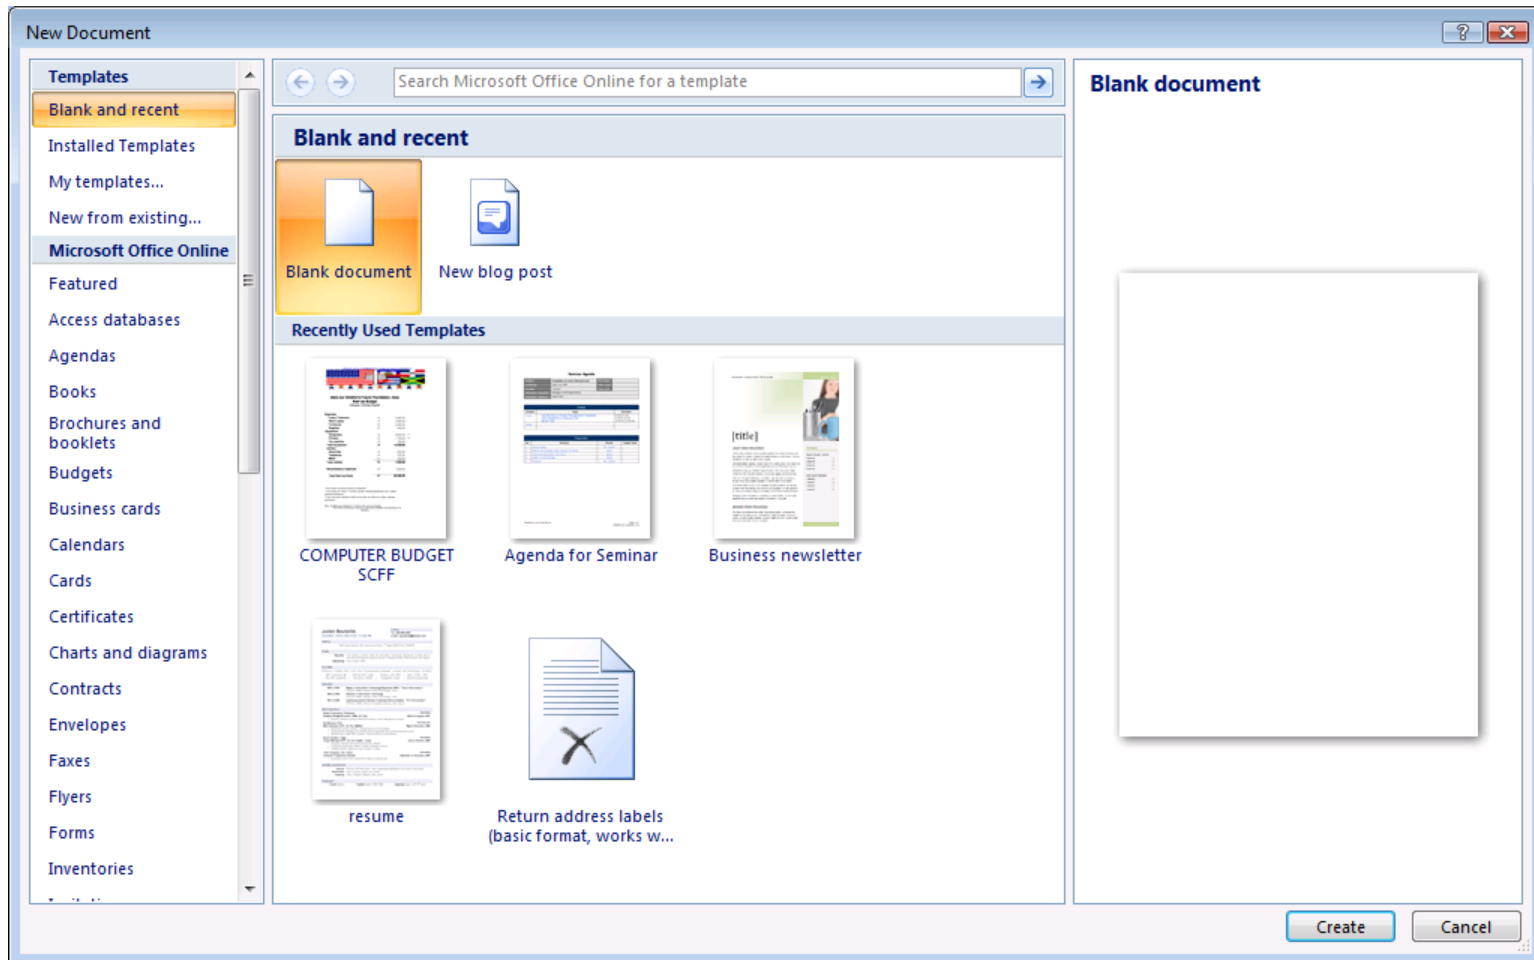 New Document
Templates
Blank and recent
Installed Templates
My templates...
New from existing...
Microsoft Office Online
Featured
Access databases
Agendas
Books
Brochures and
booklets
Budgets
Business cards
Calendars
Cards
Certificates
Charts and diagrams
Contracts
Envelopes
Faxes
Flyers
Forms
Inventories
Search Microsoft Office Online for a template
Blank and recent
Blank document
New blog post
Recently Used Templates
Seminar Agenda
[title]
COMPUTER BUDGET
SCFF
Agenda for Seminar
Business newsletter
resume
Return address labels
(basic format, works w...
Blank document
Create
Cancel